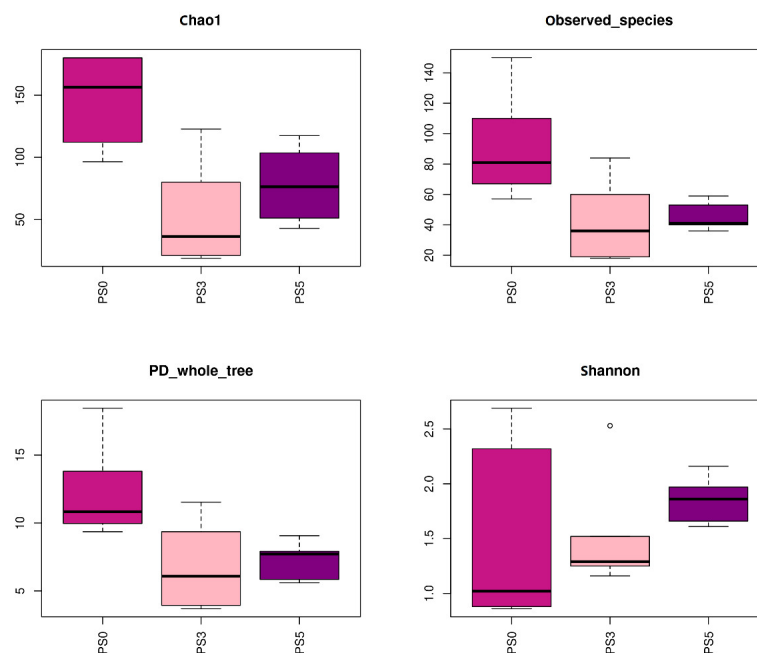 Chao1
150
100
50
PS0
PS3
PS5
Observed_species
140
120
100
80
60
40
20
PS0
PS3
PS5
PD_whole_tree
15
10
5
PS0
PS3
PS5
Shannon
2.5
2.0
1.5
1.0
PS0
PS3
PS5